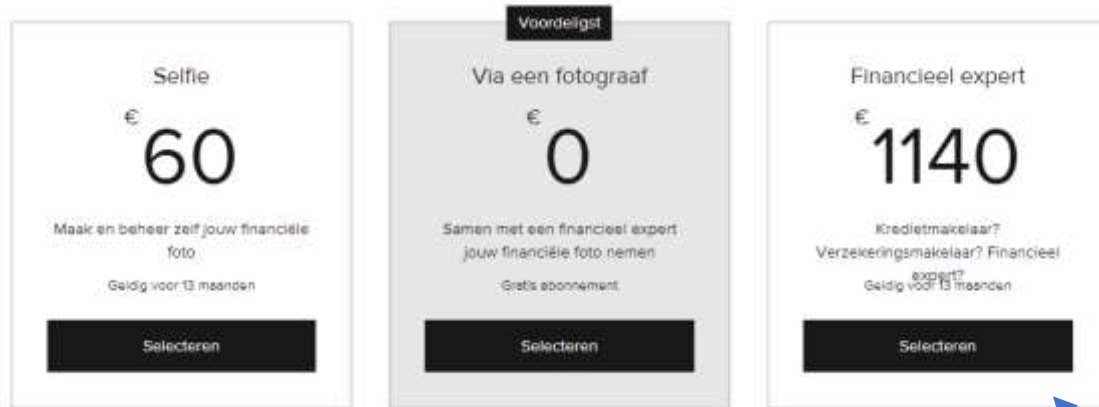 Selfie
€
60
Maak en beheer zelf jouw financiële
foto
Geldig voor 13 maanden
Selecteren
Voordeligst
Via een fotograaf
€
0
Samen met een financieel expert
jouw financiële foto nemen
Gratis abonnement
Selecteren
Financieel expert
€
1140
Kredietmakelaar?
Verzekeringsmakelaar? Financieel
expert?
Geldig voor 13 maanden
Selecteren